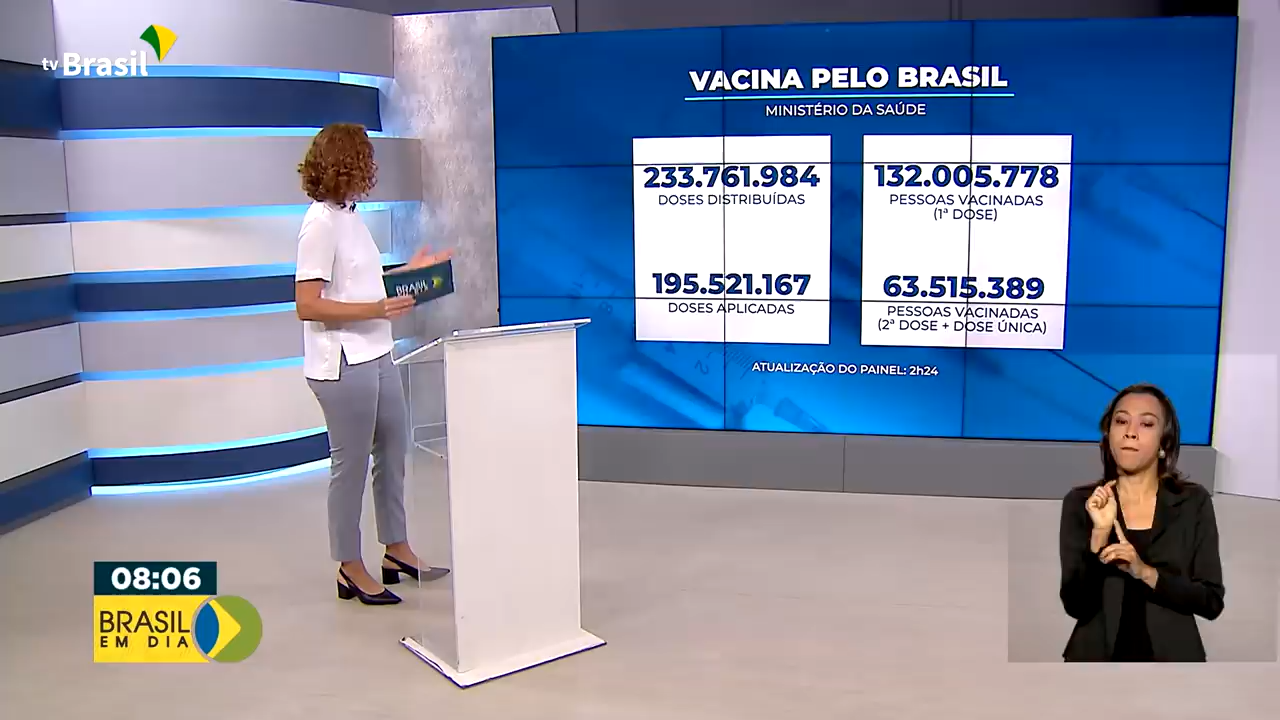 tv Brasil
VACINA PELO BRASIL
MINISTÉRIO DA SAÚDE
233.761.984
DOSES DISTRIBUÍDAS
195.521.167
DOSES APLICADAS
132.005.778
PESSOAS VACINADAS
(1ª DOSE)
63.515.389
PESSOAS VACINADAS
(2ª DOSE + DOSE ÚNICA)
ATUALIZAÇÃO DO PAINEL: 2h24
BRASIL
08:06
BRASIL
EM DIA